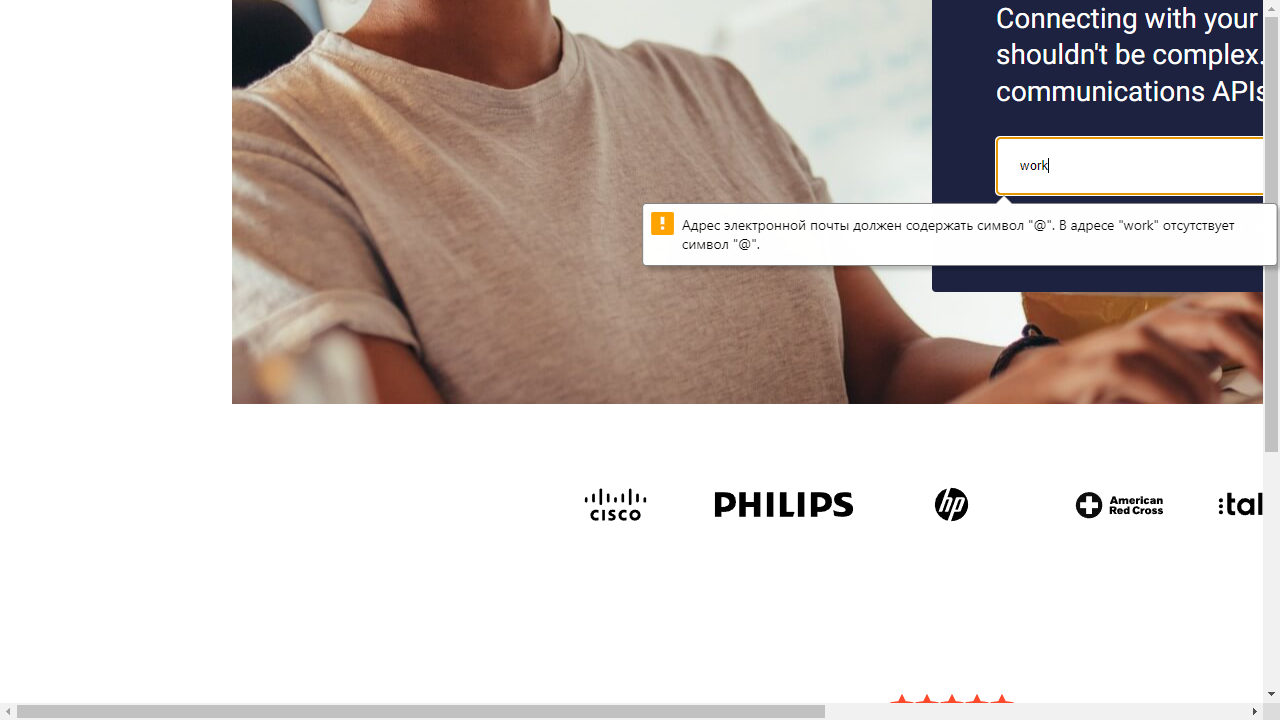 Connecting with your
shouldn't be complex.
communications APIs
work
Адрес электронной почты должен содержать символ "@". В адресе "work" отсутствует
символ "@".
CISCO
PHILIPS
hp
American
Red Cross
:tal